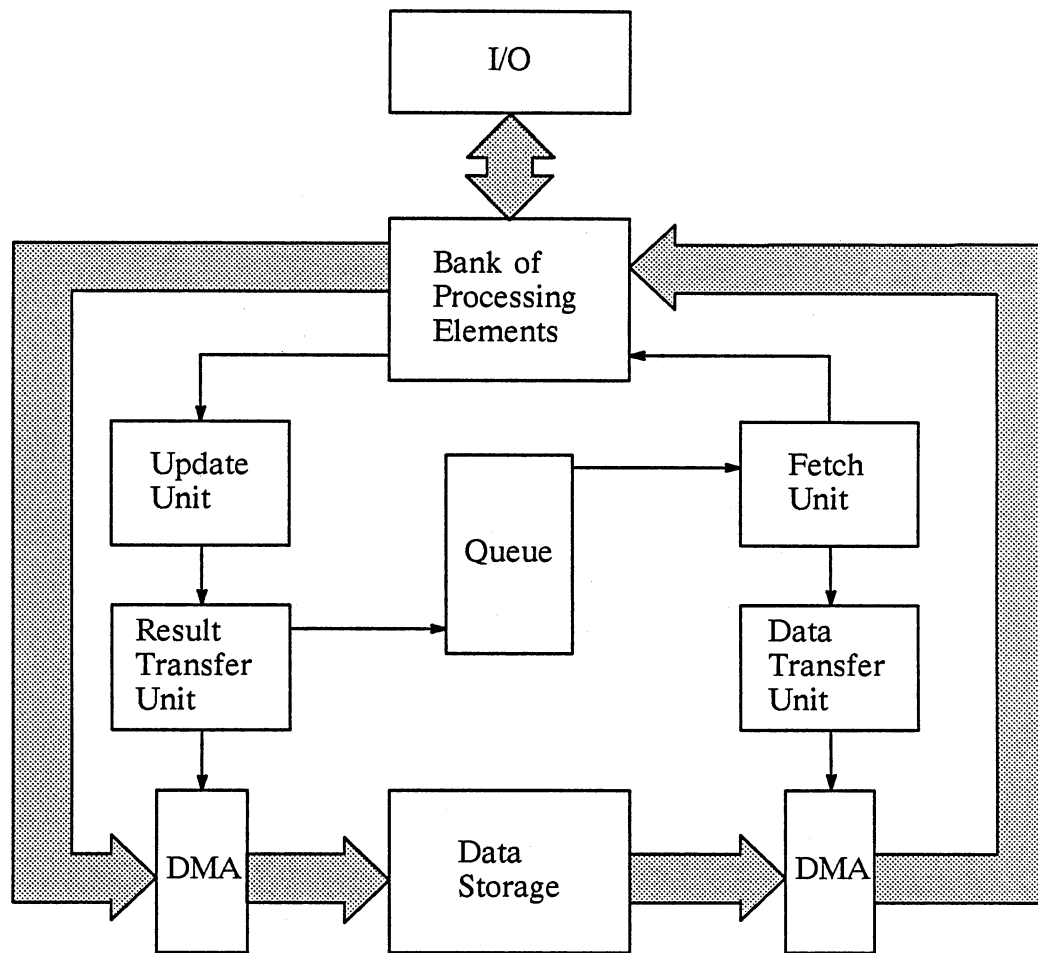 I/O
Bank of
Processing
Elements
Update
Unit
Fetch
Unit
Queue
Result
Transfer
Unit
Data
Transfer
Unit
DMA
Data
Storage
DMA